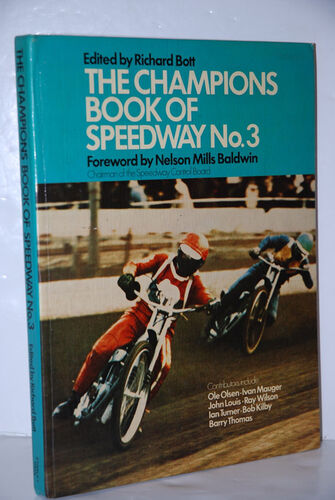 Edited by Richard Bott
THE CHAMPIONS
BOOK OF
SPEEDWAY No.3
Foreword by Nelson Mills Baldwin
Chairman of the Speedway Control Board
Contributors include
Ole Olsen·Ivan Mauger
John Louis·Ray Wilson
Ian Turner·Bob Kilby
Barry Thomas
THE CHAMPIONS BOOK OF SPEEDWAY No.3
Edited by Richard Bott